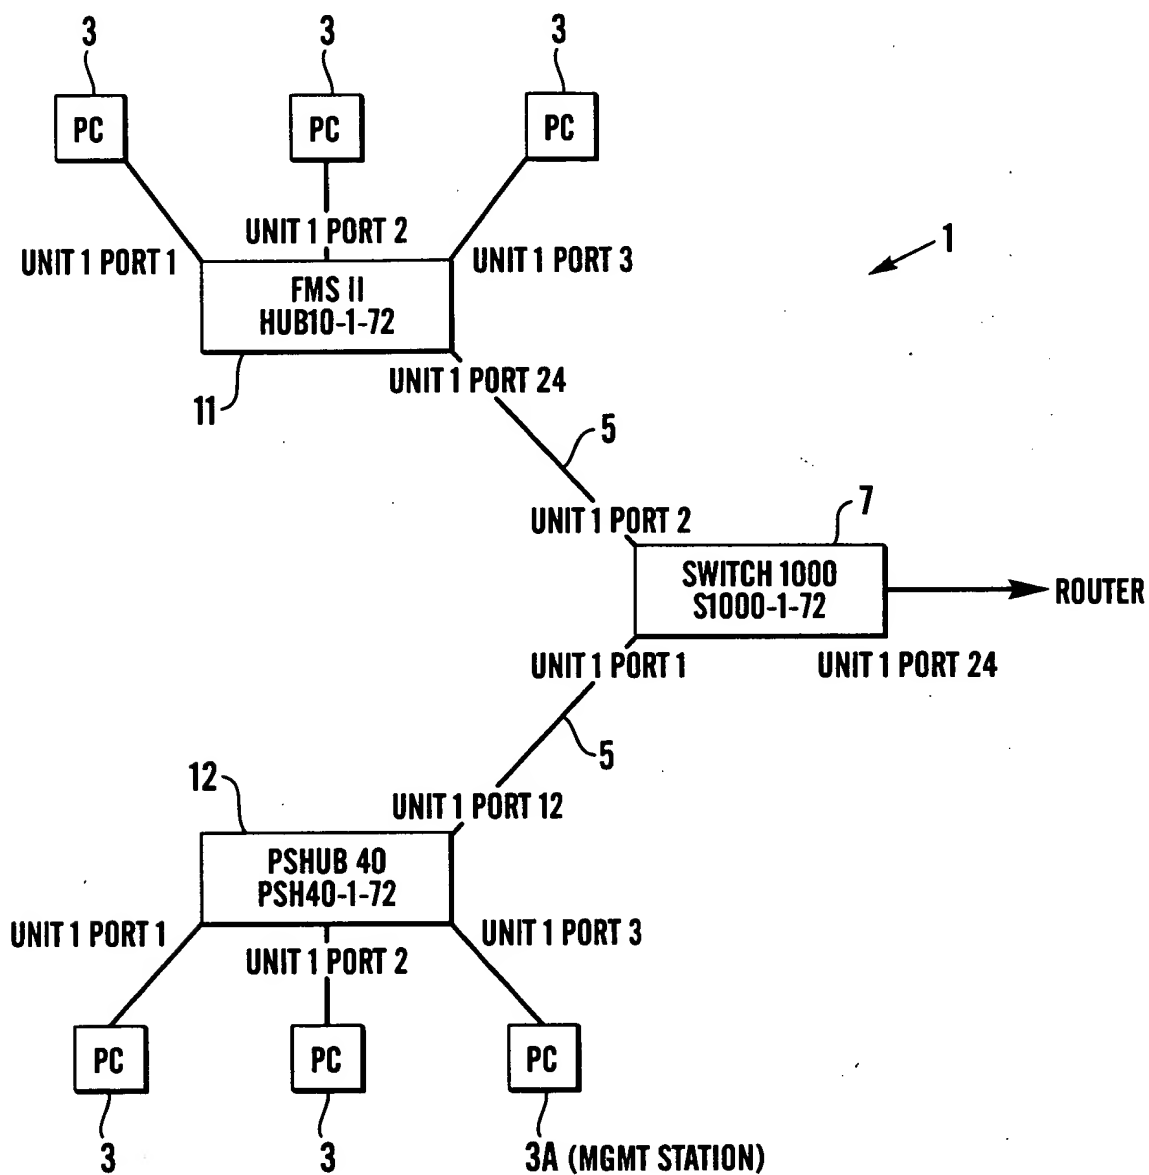 3 3 3
PC PC PC
UNIT 1 PORT 2
UNIT 1 PORT 1 UNIT 1 PORT 3
1
FMS II
HUB10-1-72
UNIT 1 PORT 24
11
5
UNIT 1 PORT 2
7
SWITCH 1000
S1000-1-72
ROUTER
UNIT 1 PORT 1 UNIT 1 PORT 24
5
12
UNIT 1 PORT 12
PSHUB 40
PSH40-1-72
UNIT 1 PORT 1 UNIT 1 PORT 3
UNIT 1 PORT 2
PC PC PC
3 3 3A (MGMT STATION)